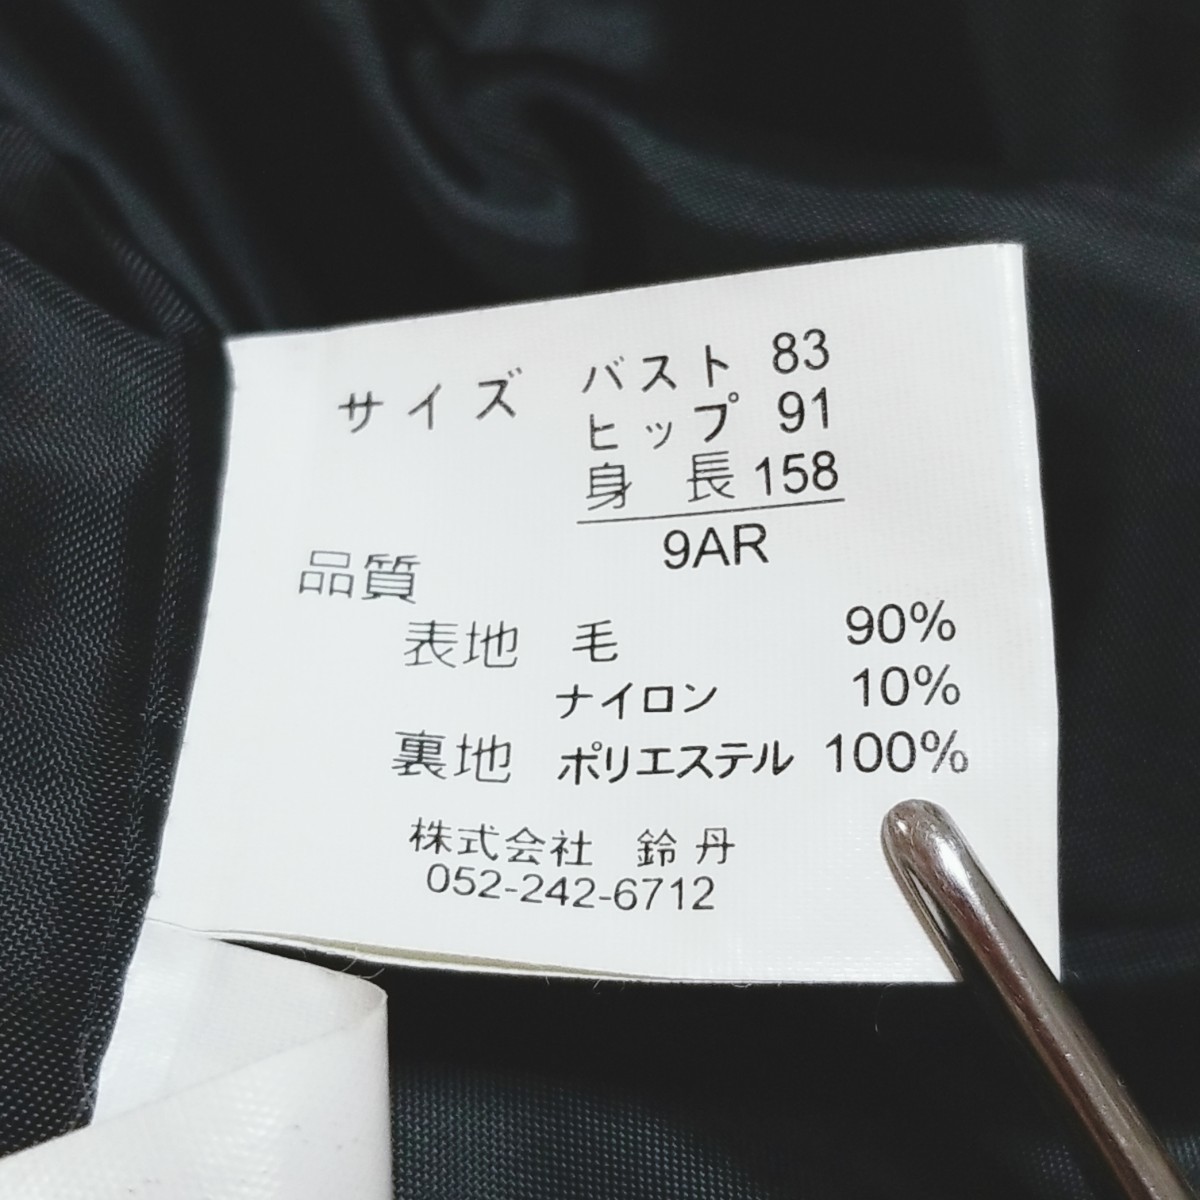 サイズ バスト 83
ヒップ 91
身長 158
9AR
品質
表地 毛 90%
ナイロン 10%
裏地 ポリエステル 100%
株式会社 鈴丹
052-242-6712